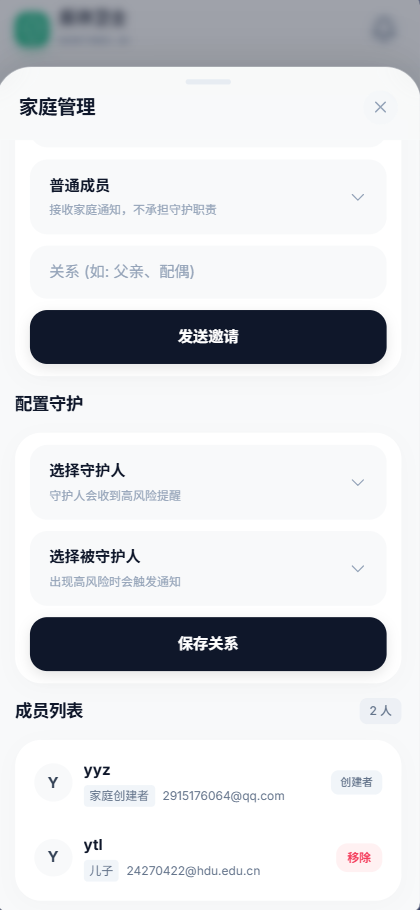 家庭管理
普通成员
接收家庭通知，不承担守护职责
关系 (如: 父亲、配偶)
发送邀请
配置守护
选择守护人
守护人会收到高风险提醒
选择被守护人
出现高风险时会触发通知
保存关系
成员列表
2 人
Y
yyz
家庭创建者 2915176064@qq.com
创建者
Y
ytl
儿子 24270422@hdu.edu.cn
移除